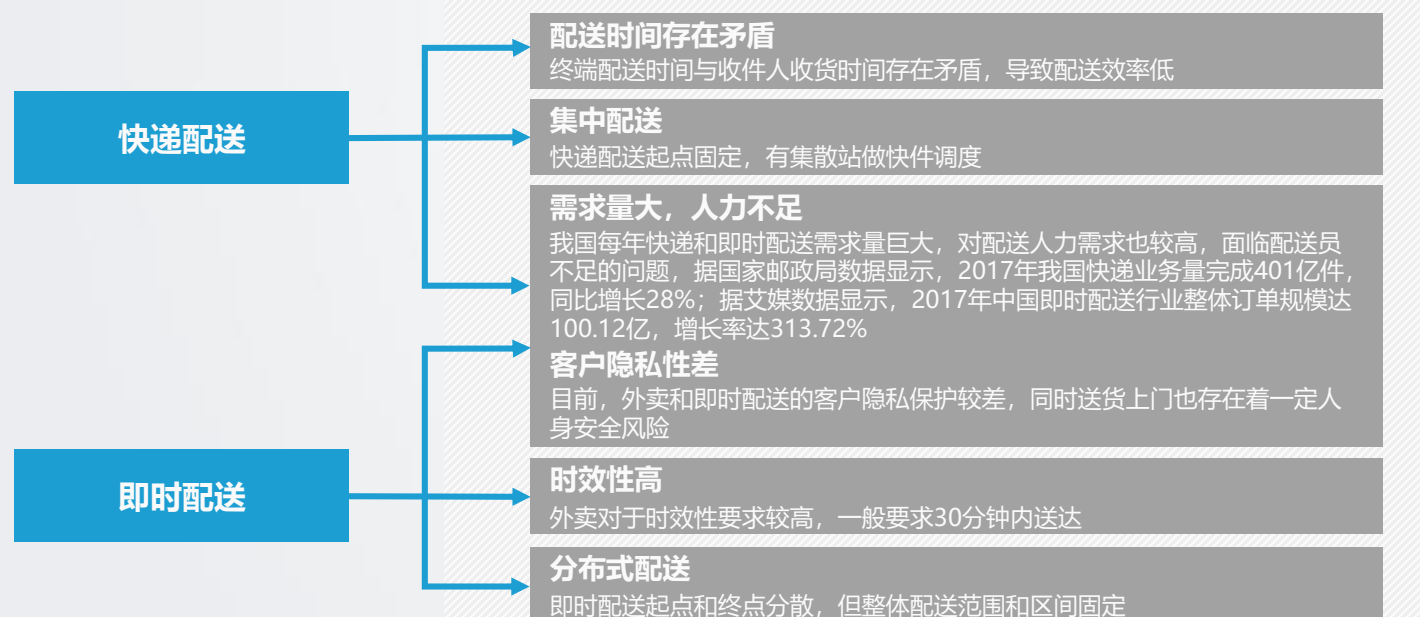 配送时间存在矛盾
终端配送时间与收件人收货时间存在矛盾，导致配送效率低
快递配送
集中配送
快递配送起点固定，有集散站做快件调度
需求量大，人力不足
我国每年快递和即时配送需求量巨大，对配送人力需求也较高，面临配送员
不足的问题，据国家邮政局数据显示，2017年我国快递业务量完成401亿件，
同比增长28%；据艾媒数据显示，2017年中国即时配送行业整体订单规模达
100.12亿，增长率达313.72%
客户隐私性差
目前，外卖和即时配送的客户隐私保护较差，同时送货上门也存在着一定人
身安全风险
即时配送
时效性高
外卖对于时效性要求较高，一般要求30分钟内送达
分布式配送
即时配送起点和终点分散，但整体配送范围和区间固定